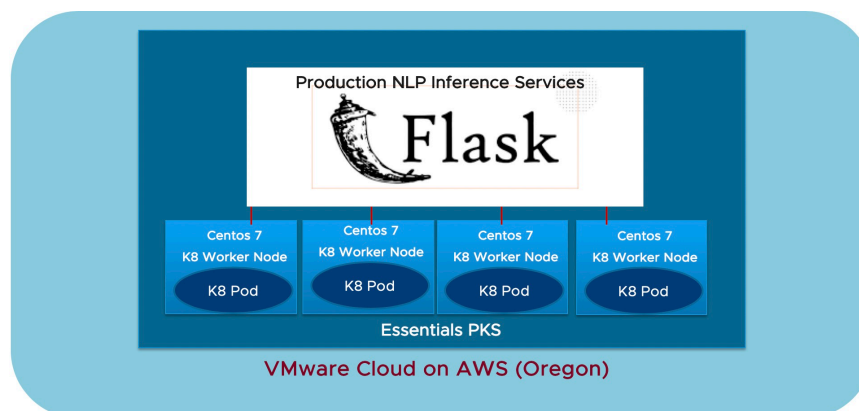 Production NLP Inference Services
Flask
Centos 7
K8 Worker Node
K8 Pod
Centos 7
K8 Worker Node
K8 Pod
Centos 7
K8 Worker Node
K8 Pod
Centos 7
K8 Worker Node
K8 Pod
Essentials PKS
VMware Cloud on AWS (Oregon)